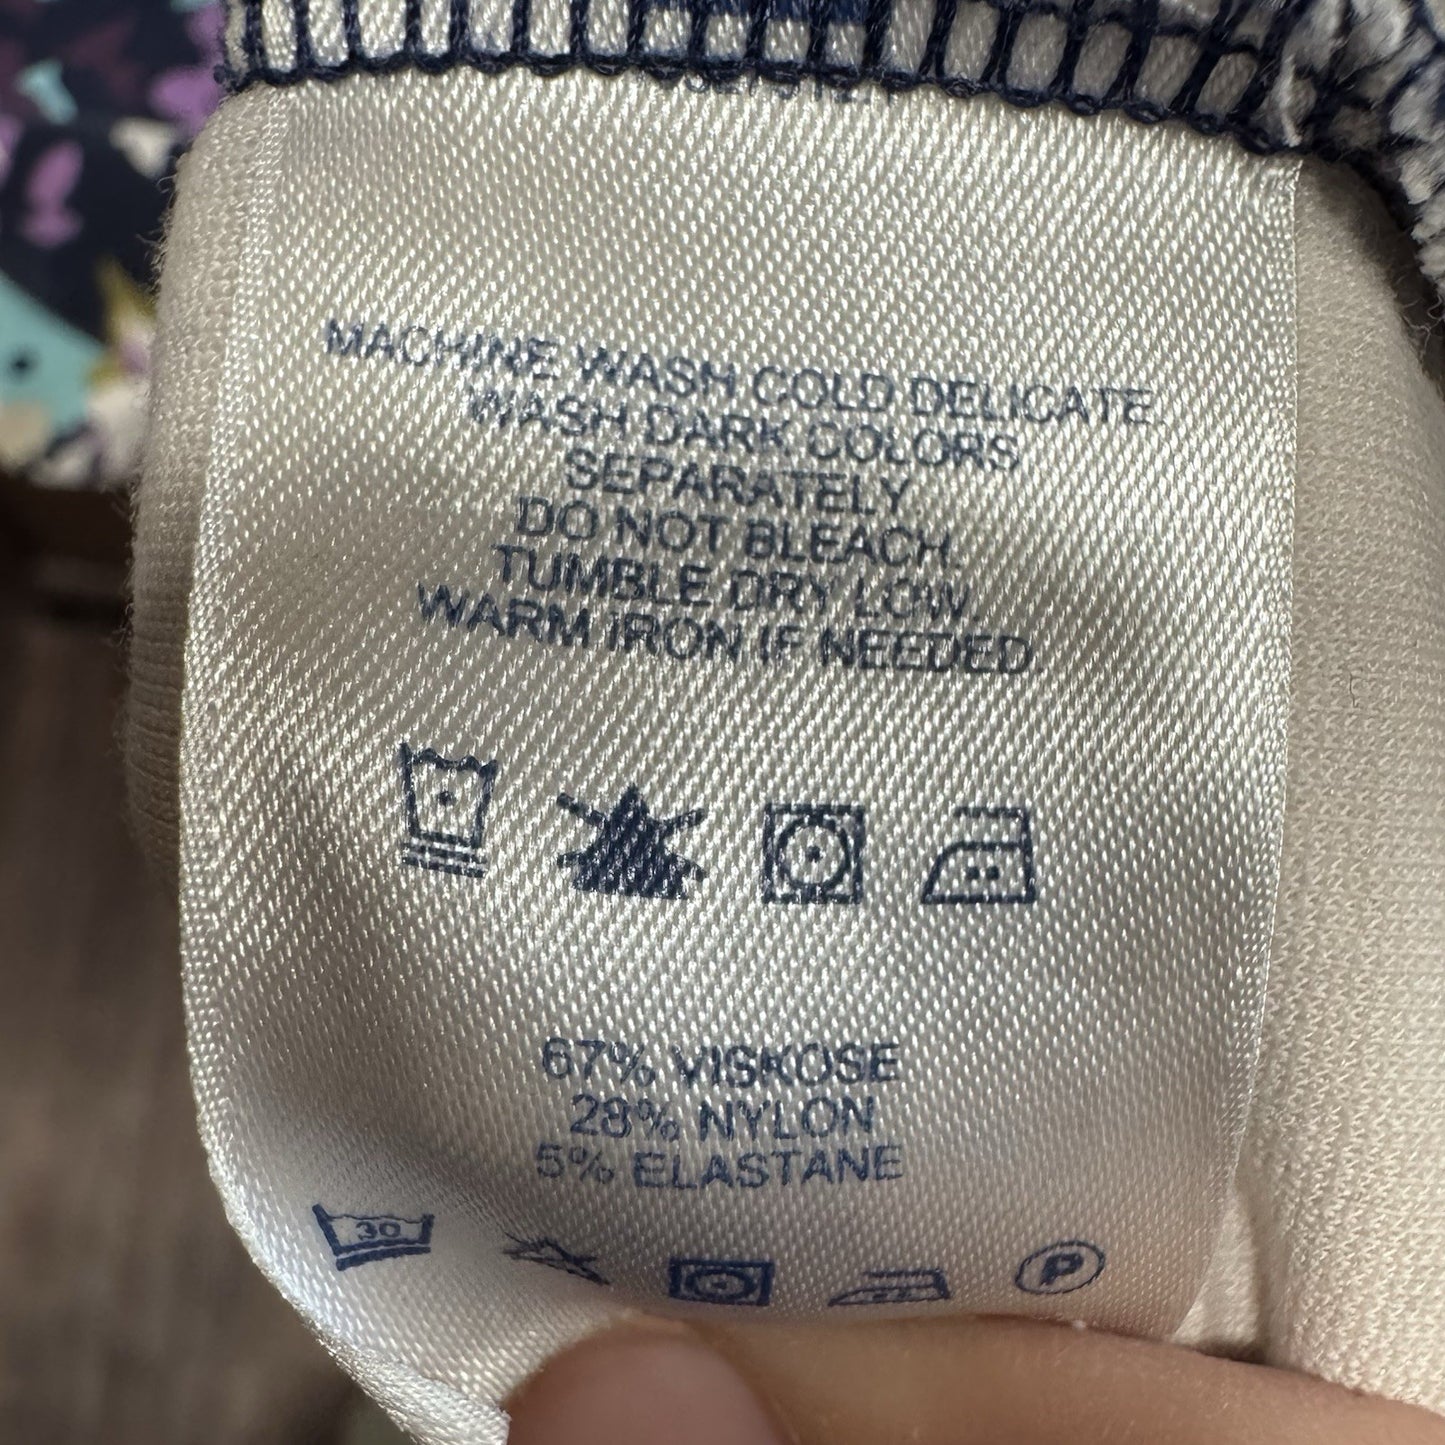 MACHINE WASH COLD DELICATE
WASH DARK COLORS
SEPARATELY
DO NOT BLEACH.
TUMBLE DRY LOW.
WARM IRON IF NEEDED
67% VISKOSE
28% NYLON
5% ELASTANE
30
P